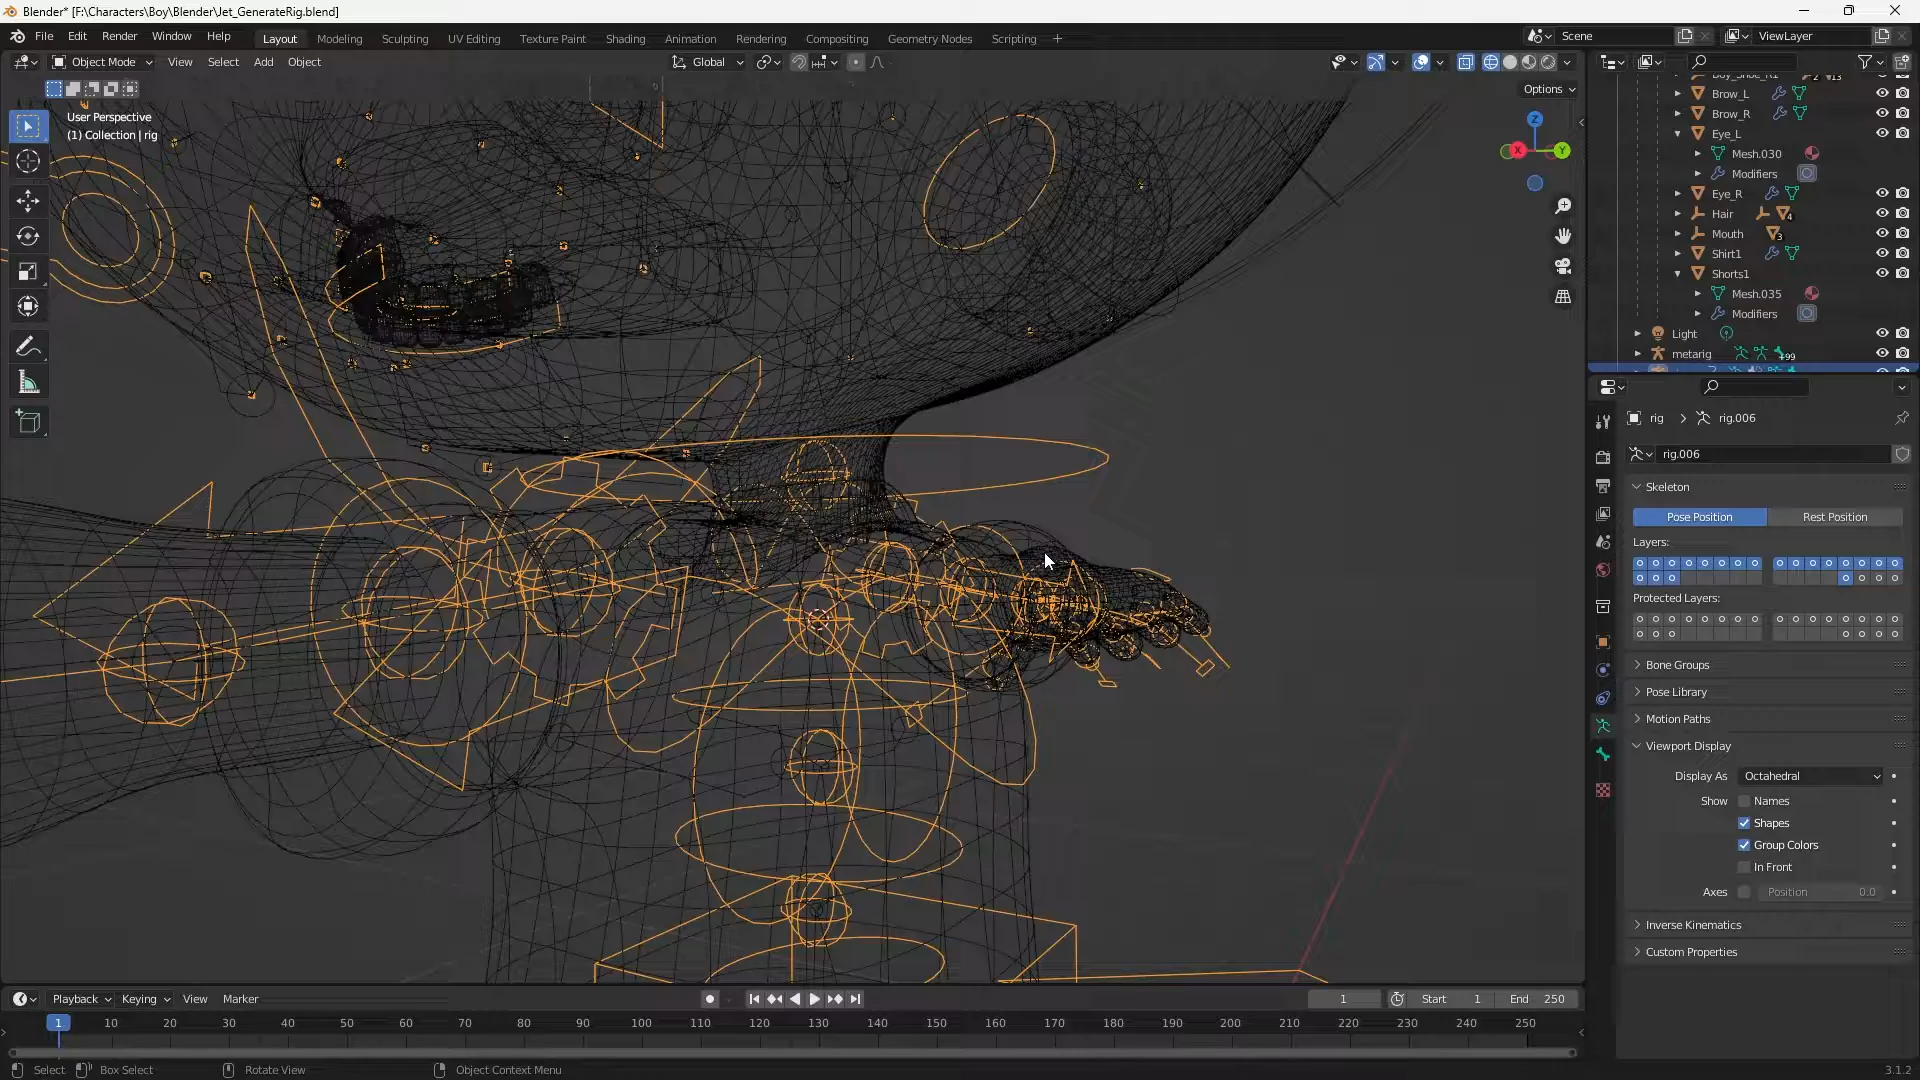 Blender* [F:\Characters\Boy\Blender\Jet_GenerateRig.blend]
File Edit Render Window Help
Layout Modeling Sculpting UV Editing Texture Paint Shading Animation Rendering Compositing Geometry Nodes Scripting +
Scene
ViewLayer
Object Mode View Select Add Object
Global
Options
User Perspective
(1) Collection | rig
Z
X
Y
Boy_Shoe_R1
2 13
Brow_L
Brow_R
Eye_L
Mesh.030
Modifiers
Eye_R
Hair 4
Mouth 3
Shirt1
Shorts1
Mesh.035
Modifiers
Light
metarig +99
rig > rig.006
rig.006
Skeleton
Pose Position Rest Position
Layers:
Protected Layers:
Bone Groups
Pose Library
Motion Paths
Viewport Display
Display As Octahedral
Show Names
Shapes
Group Colors
In Front
Axes Position 0.0
Inverse Kinematics
Custom Properties
Playback Keying View Marker
1 Start 1 End 250
1 10 20 30 40 50 60 70 80 90 100 110 120 130 140 150 160 170 180 190 200 210 220 230 240 250
Select Box Select Rotate View Object Context Menu
3.1.2